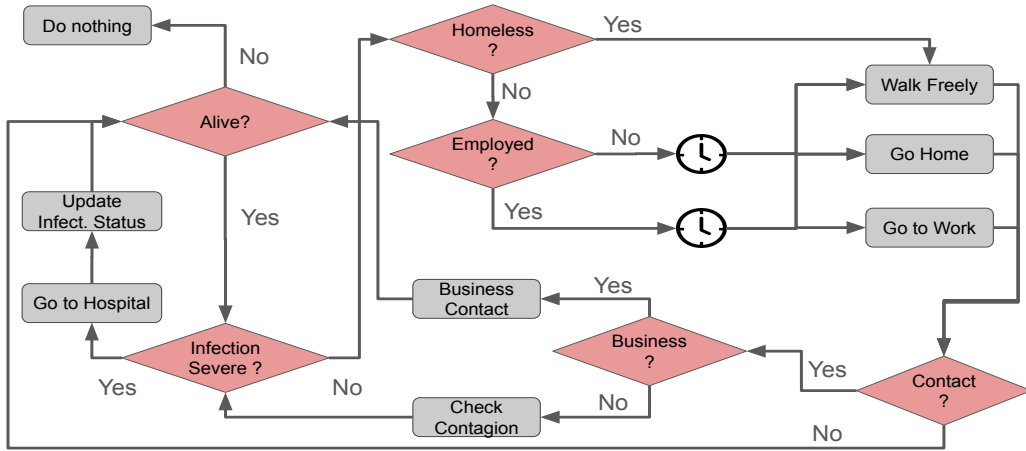 Do nothing
No
Homeless
?
Yes
Walk Freely
No
Alive?
Employed
?
No
Go Home
Update
Infect. Status
Yes
Yes
Go to Work
Go to Hospital
Business
Contact
Yes
Infection
Severe ?
Business
?
Yes
Contact
?
Yes
No
No
Check
Contagion
No